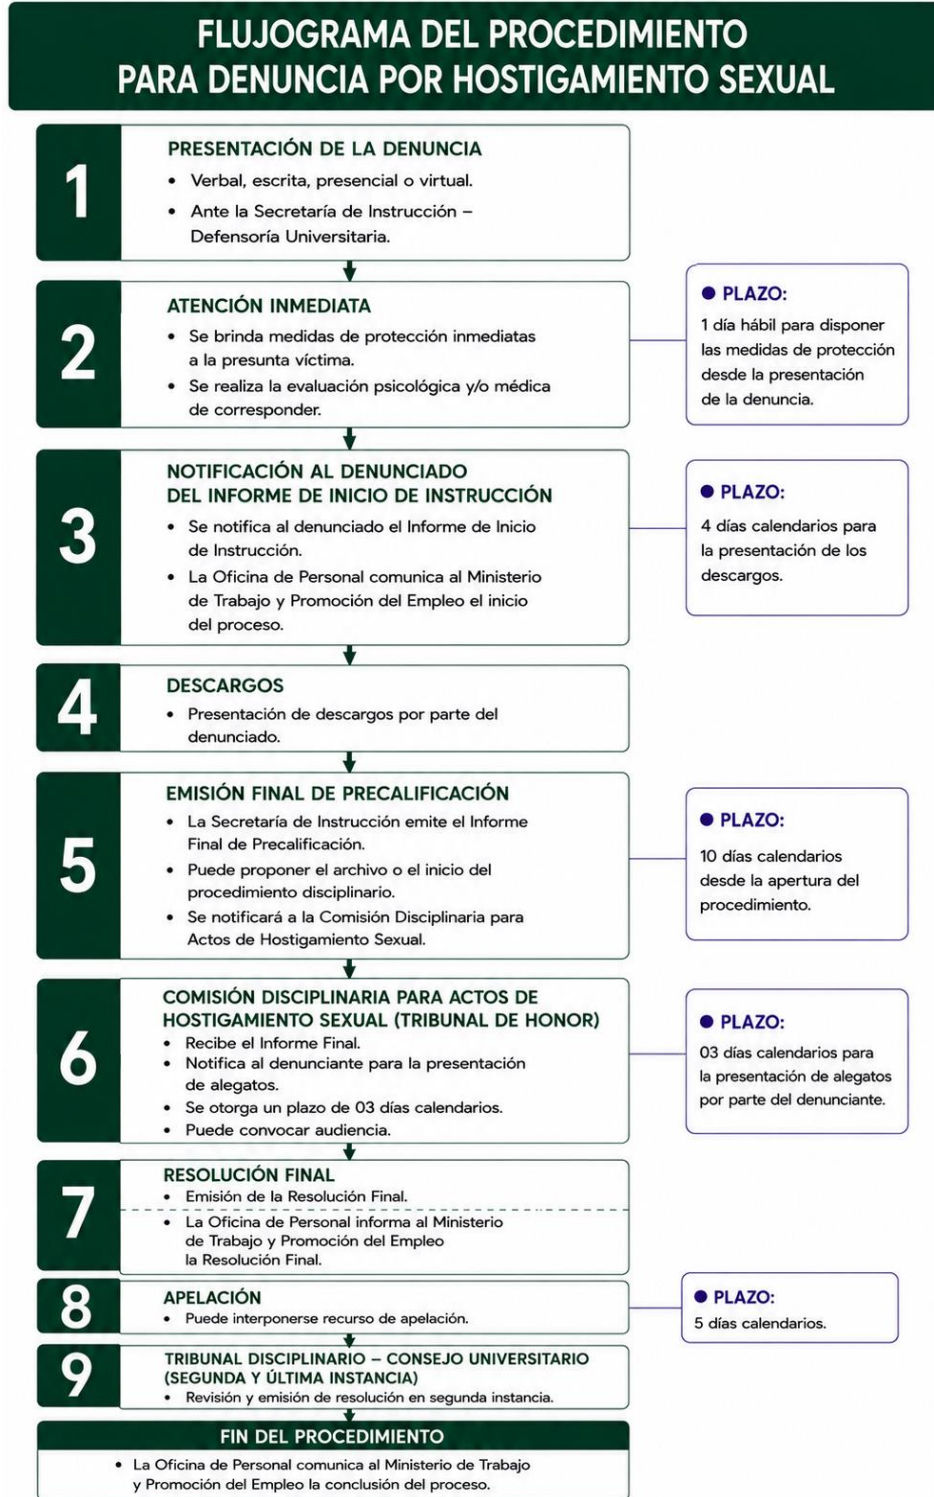 FLUJOGRAMA DEL PROCEDIMIENTO
PARA DENUNCIA POR HOSTIGAMIENTO SEXUAL
1
PRESENTACIÓN DE LA DENUNCIA
• Verbal, escrita, presencial o virtual.
• Ante la Secretaría de Instrucción –
Defensoría Universitaria.
2
ATENCIÓN INMEDIATA
• Se brinda medidas de protección inmediatas
a la presunta víctima.
• Se realiza la evaluación psicológica y/o médica
de corresponder.
● PLAZO:
1 día hábil para disponer
las medidas de protección
desde la presentación
de la denuncia.
3
NOTIFICACIÓN AL DENUNCIADO
DEL INFORME DE INICIO DE INSTRUCCIÓN
• Se notifica al denunciado el Informe de Inicio
de Instrucción.
• La Oficina de Personal comunica al Ministerio
de Trabajo y Promoción del Empleo el inicio
del proceso.
● PLAZO:
4 días calendarios para
la presentación de los
descargos.
4
DESCARGOS
• Presentación de descargos por parte del
denunciado.
5
EMISIÓN FINAL DE PRECALIFICACIÓN
• La Secretaría de Instrucción emite el Informe
Final de Precalificación.
• Puede proponer el archivo o el inicio del
procedimiento disciplinario.
• Se notificará a la Comisión Disciplinaria para
Actos de Hostigamiento Sexual.
● PLAZO:
10 días calendarios
desde la apertura del
procedimiento.
6
COMISIÓN DISCIPLINARIA PARA ACTOS DE
HOSTIGAMIENTO SEXUAL (TRIBUNAL DE HONOR)
• Recibe el Informe Final.
• Notifica al denunciante para la presentación
de alegatos.
• Se otorga un plazo de 03 días calendarios.
• Puede convocar audiencia.
● PLAZO:
03 días calendarios para
la presentación de alegatos
por parte del denunciante.
7
RESOLUCIÓN FINAL
• Emisión de la Resolución Final.
• La Oficina de Personal informa al Ministerio
de Trabajo y Promoción del Empleo
la Resolución Final.
8
APELACIÓN
• Puede interponerse recurso de apelación.
● PLAZO:
5 días calendarios.
9
TRIBUNAL DISCIPLINARIO – CONSEJO UNIVERSITARIO
(SEGUNDA Y ÚLTIMA INSTANCIA)
• Revisión y emisión de resolución en segunda instancia.
FIN DEL PROCEDIMIENTO
• La Oficina de Personal comunica al Ministerio de Trabajo
y Promoción del Empleo la conclusión del proceso.